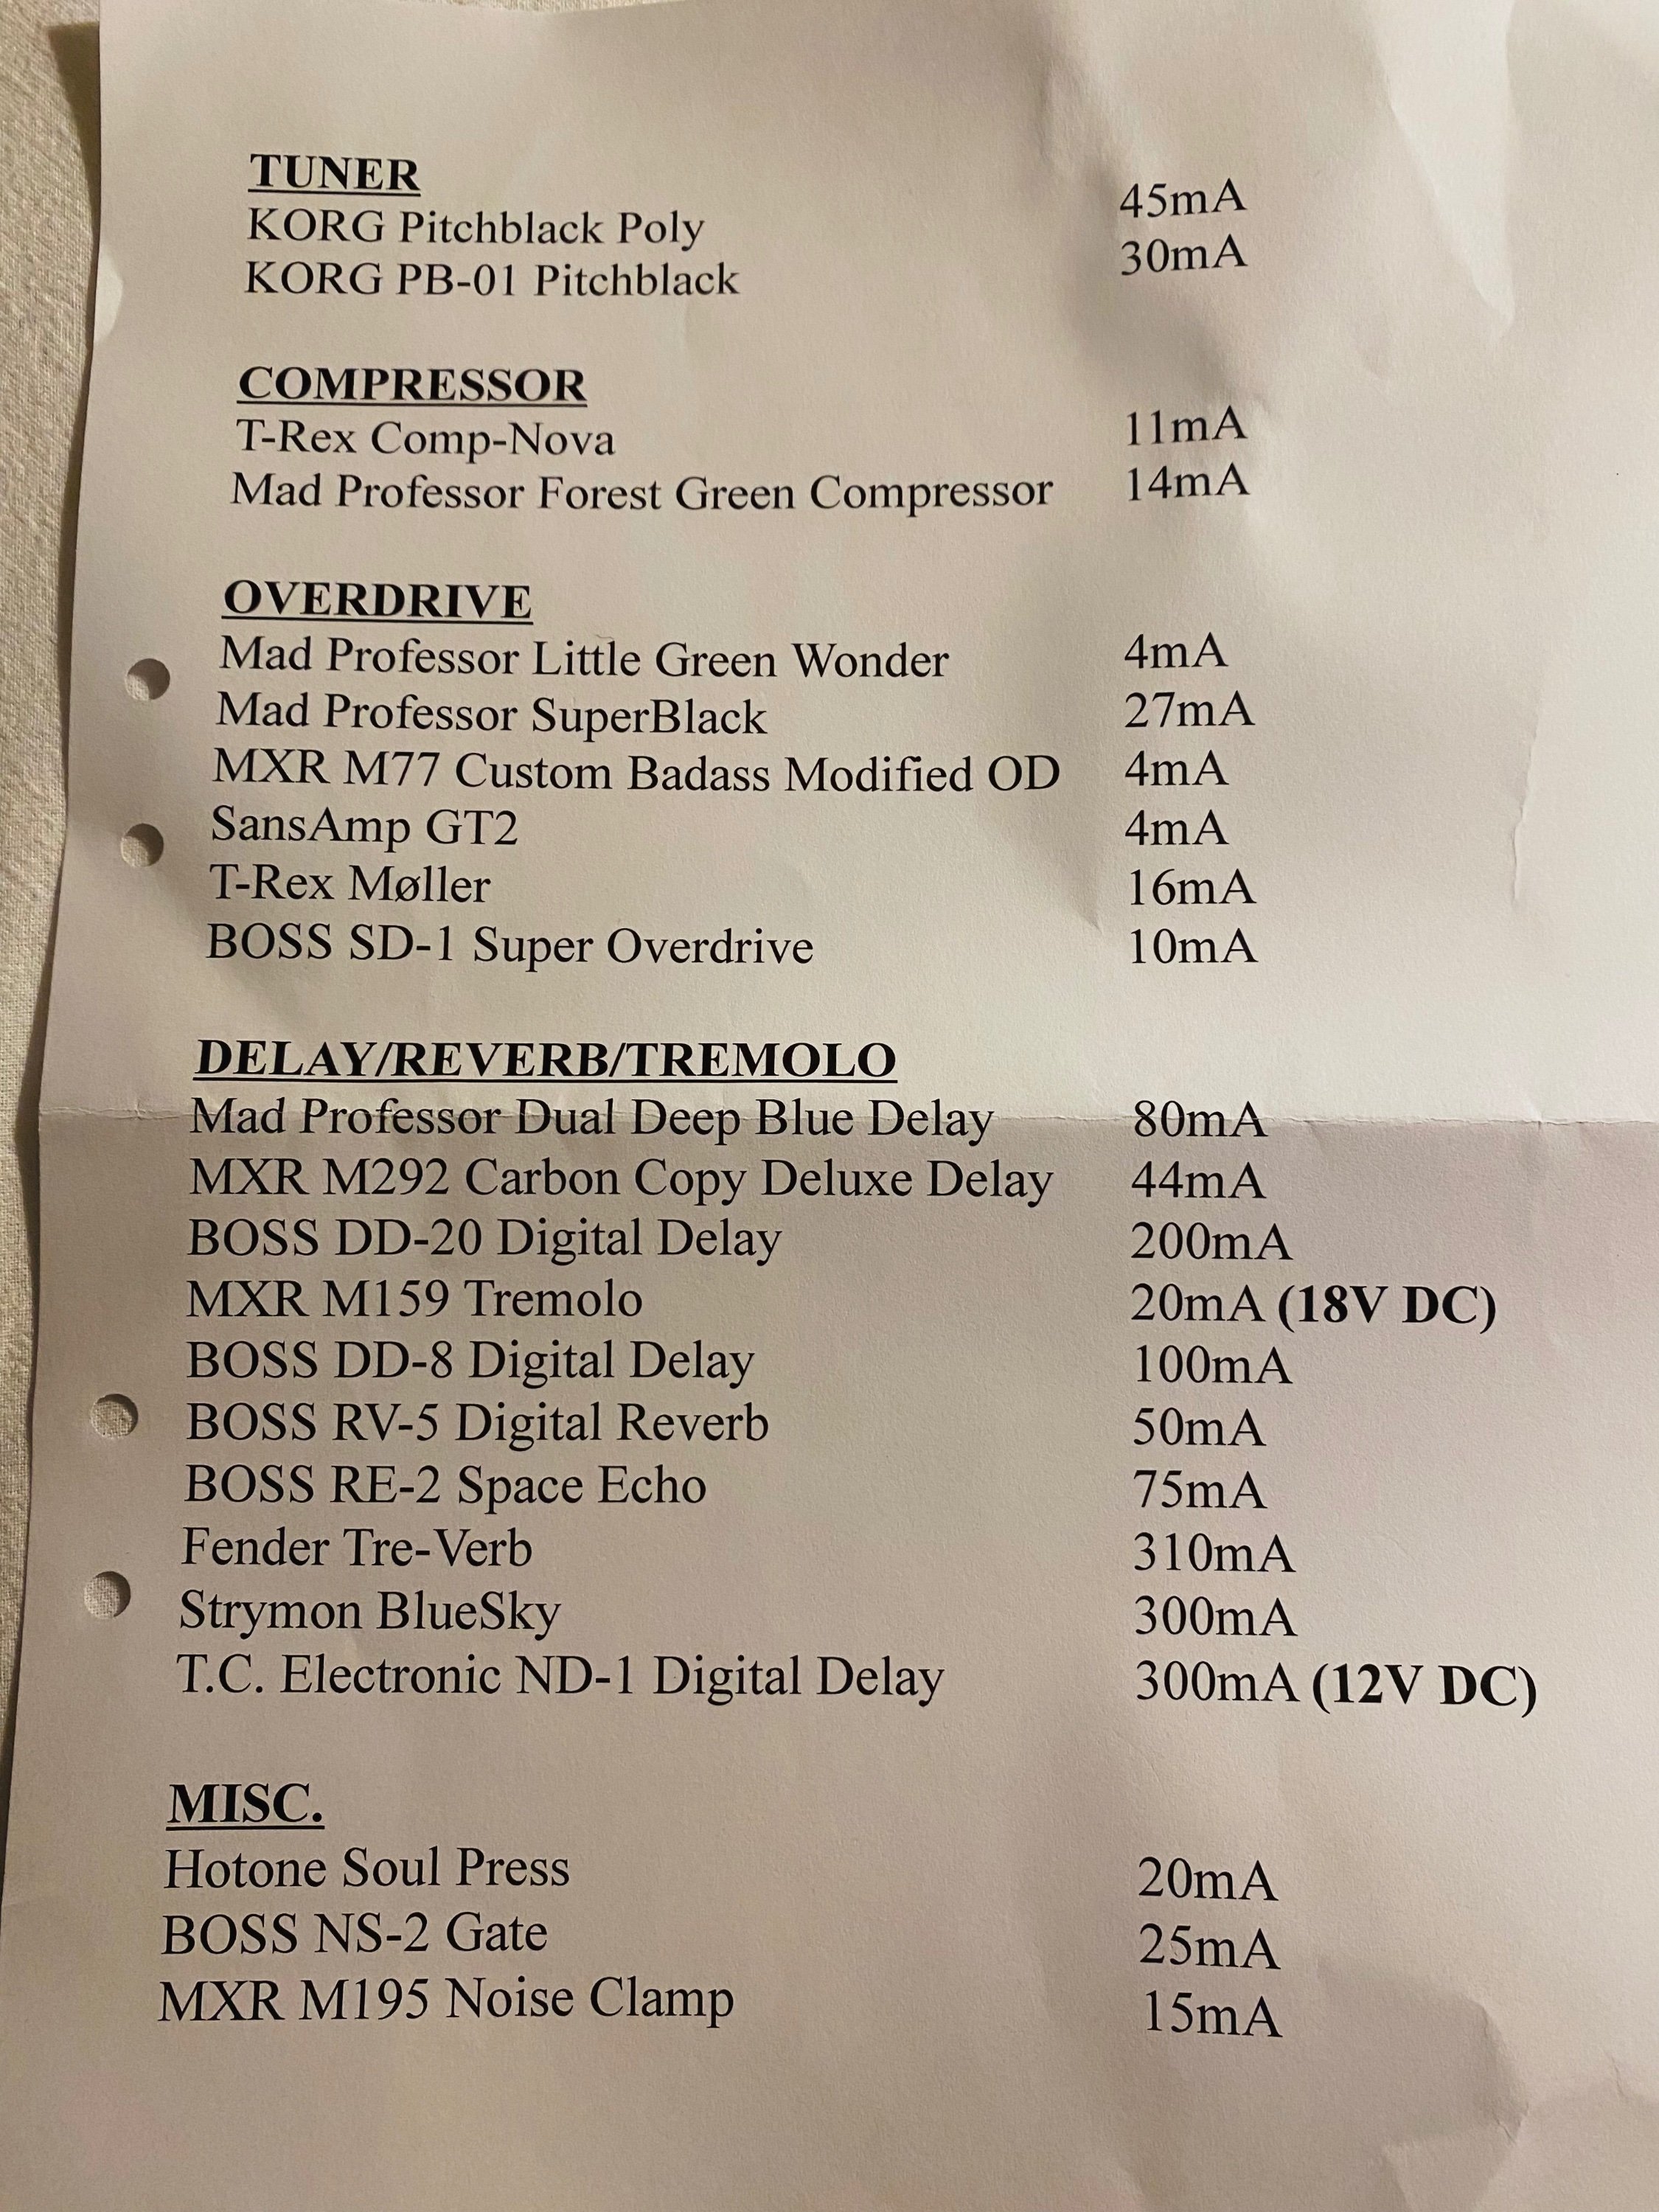 TUNER
KORG Pitchblack Poly 45mA
KORG PB-01 Pitchblack 30mA
COMPRESSOR
T-Rex Comp-Nova 11mA
Mad Professor Forest Green Compressor 14mA
OVERDRIVE
Mad Professor Little Green Wonder 4mA
Mad Professor SuperBlack 27mA
MXR M77 Custom Badass Modified OD 4mA
SansAmp GT2 4mA
T-Rex Møller 16mA
BOSS SD-1 Super Overdrive 10mA
DELAY/REVERB/TREMOLO
Mad Professor Dual Deep Blue Delay 80mA
MXR M292 Carbon Copy Deluxe Delay 44mA
BOSS DD-20 Digital Delay 200mA
MXR M159 Tremolo 20mA (18V DC)
BOSS DD-8 Digital Delay 100mA
BOSS RV-5 Digital Reverb 50mA
BOSS RE-2 Space Echo 75mA
Fender Tre-Verb 310mA
Strymon BlueSky 300mA
T.C. Electronic ND-1 Digital Delay 300mA (12V DC)
MISC.
Hotone Soul Press 20mA
BOSS NS-2 Gate 25mA
MXR M195 Noise Clamp 15mA